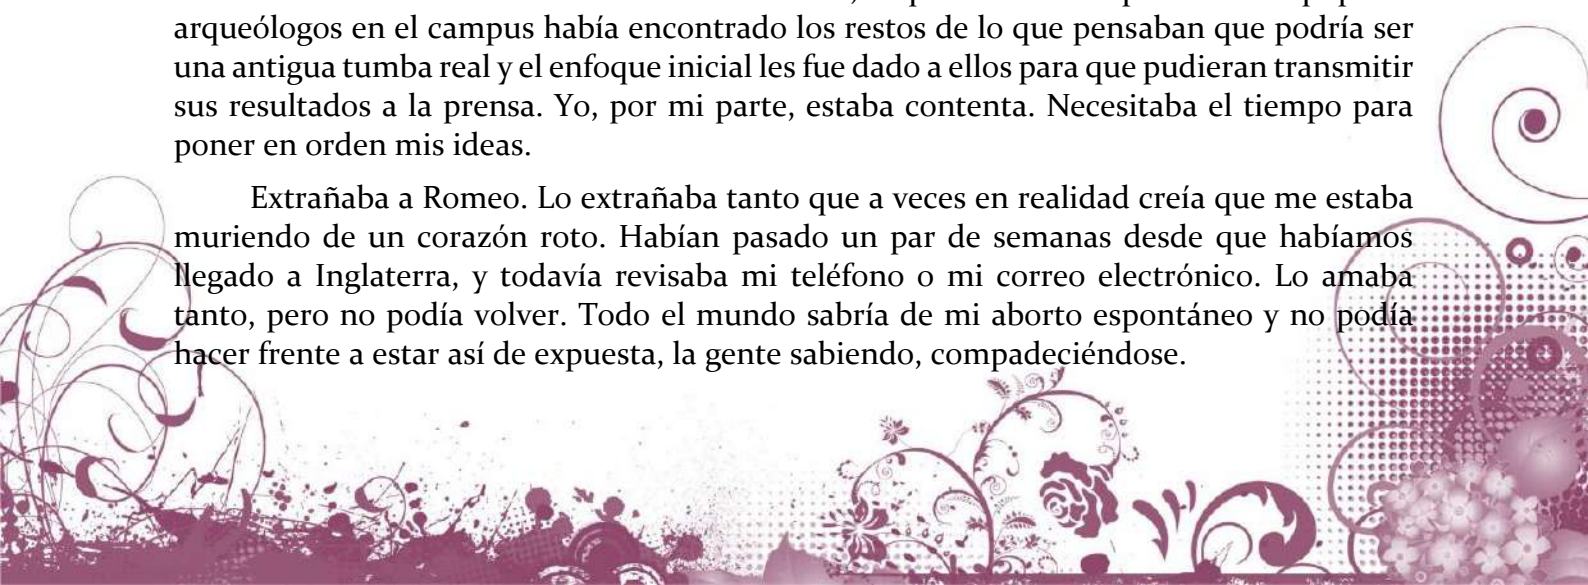 arqueólogos en el campus había encontrado los restos de lo que pensaban que podría ser
una antigua tumba real y el enfoque inicial les fue dado a ellos para que pudieran transmitir
sus resultados a la prensa. Yo, por mi parte, estaba contenta. Necesitaba el tiempo para
poner en orden mis ideas.
Extrañaba a Romeo. Lo extrañaba tanto que a veces en realidad creía que me estaba
muriendo de un corazón roto. Habían pasado un par de semanas desde que habíamos
llegado a Inglaterra, y todavía revisaba mi teléfono o mi correo electrónico. Lo amaba
tanto, pero no podía volver. Todo el mundo sabría de mi aborto espontáneo y no podía
hacer frente a estar así de expuesta, la gente sabiendo, compadeciéndose.